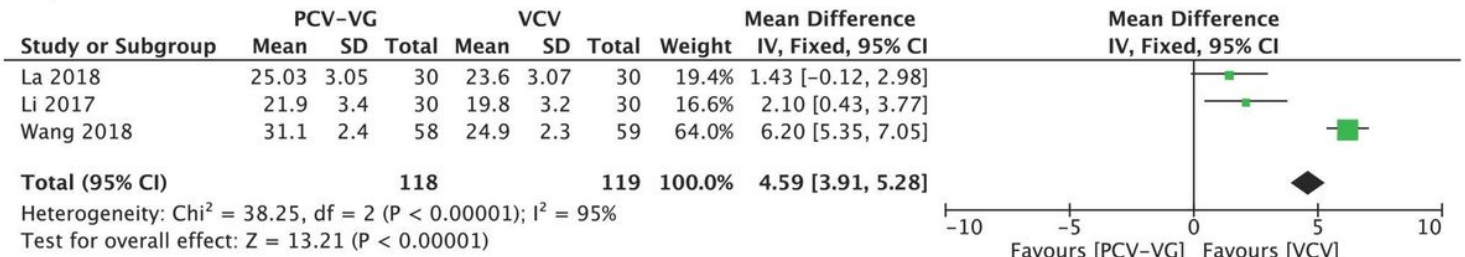 PCV-VG VCV Mean Difference Mean Difference
Study or Subgroup Mean SD Total Mean SD Total Weight IV, Fixed, 95% CI IV, Fixed, 95% CI
La 2018 25.03 3.05 30 23.6 3.07 30 19.4% 1.43 [-0.12, 2.98]
Li 2017 21.9 3.4 30 19.8 3.2 30 16.6% 2.10 [0.43, 3.77]
Wang 2018 31.1 2.4 58 24.9 2.3 59 64.0% 6.20 [5.35, 7.05]
Total (95% CI) 118 119 100.0% 4.59 [3.91, 5.28]
Heterogeneity: Chi² = 38.25, df = 2 (P < 0.00001); I² = 95%
Test for overall effect: Z = 13.21 (P < 0.00001)
-10 -5 0 5 10
Favours [PCV-VG] Favours [VCV]